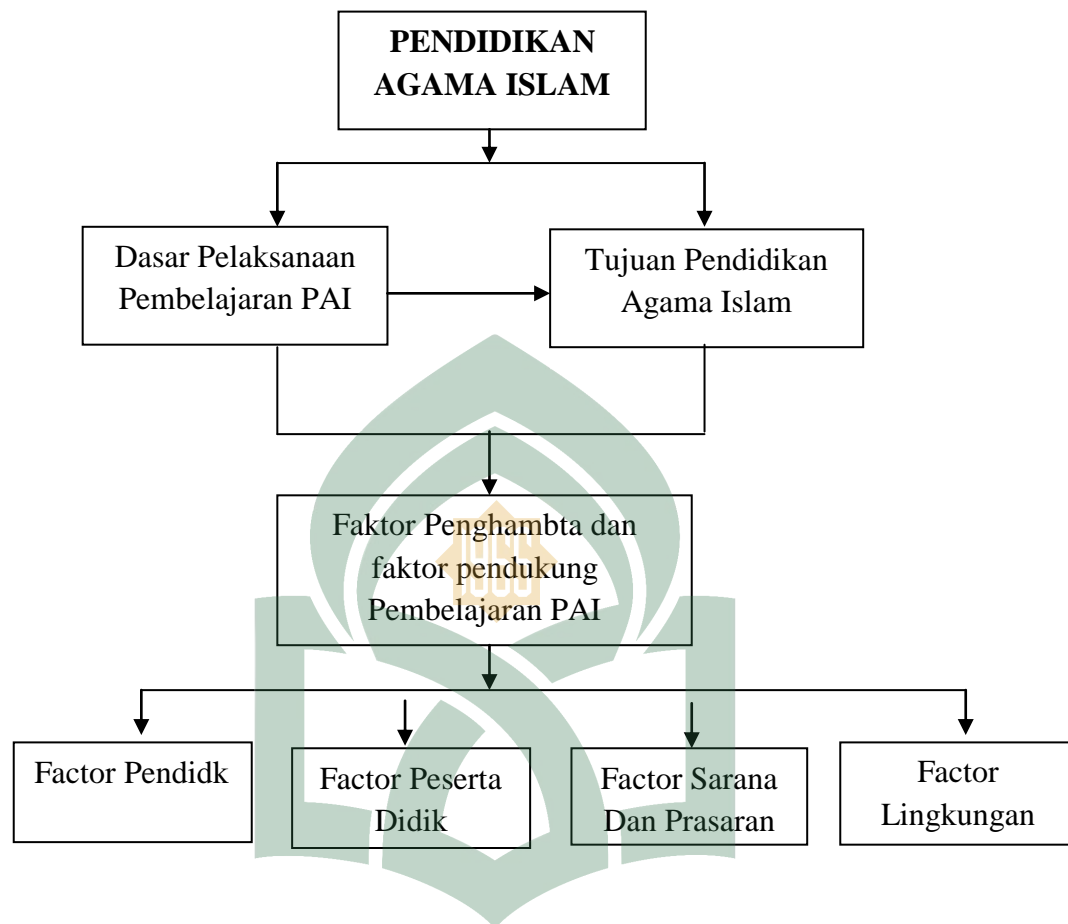 PENDIDIKAN
AGAMA ISLAM
Dasar Pelaksanaan
Pembelajaran PAI
Tujuan Pendidikan
Agama Islam
Faktor Penghambta dan
faktor pendukung
Pembelajaran PAI
Factor Pendidk
Factor Peserta
Didik
Factor Sarana
Dan Prasaran
Factor
Lingkungan